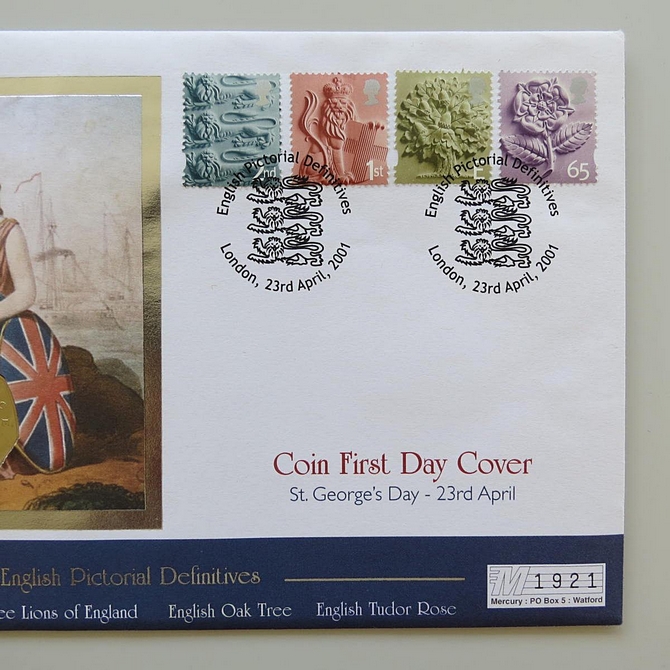 2nd
1st
E
65
English Pictorial Definitives
London, 23rd April, 2001
English Pictorial Definitives
London, 23rd April, 2001
Coin First Day Cover
St. George's Day - 23rd April
English Pictorial Definitives
ee Lions of England English Oak Tree English Tudor Rose
M 1921
Mercury : PO Box 5 : Watford